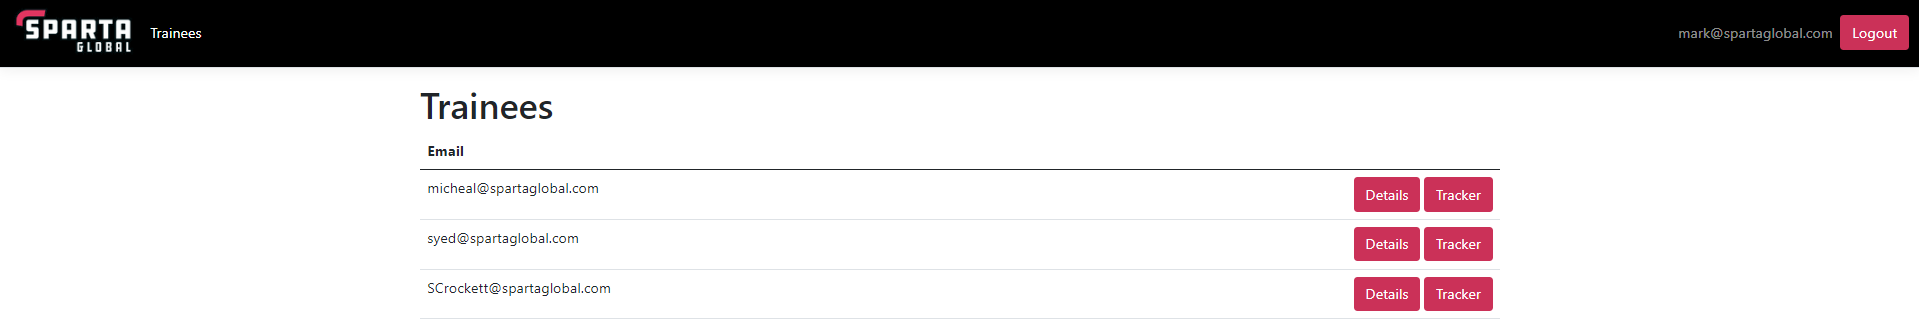 SPARTA
GLOBAL
Trainees
mark@spartaglobal.com Logout
Trainees
Email
micheal@spartaglobal.com Details Tracker
syed@spartaglobal.com Details Tracker
SCrockett@spartaglobal.com Details Tracker